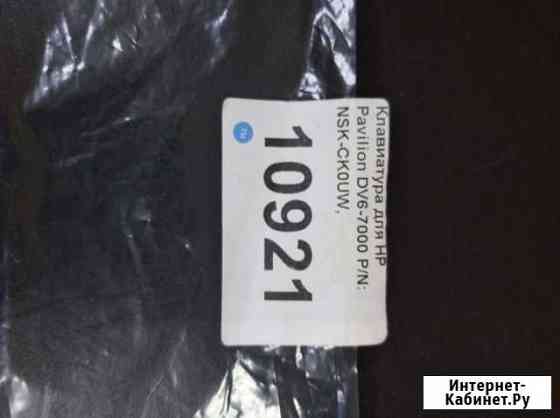 Клавиатура для HP
Pavilion DV6-7000 P/N:
NSK-CK0UW,
10921
Интернет-
Кабинет.Ру